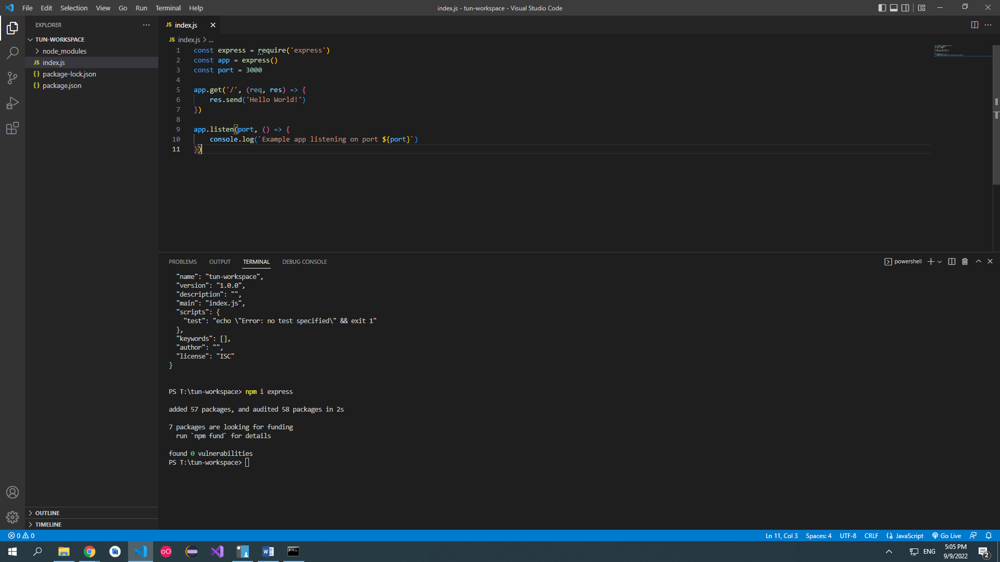 File Edit Selection View Go Run Terminal Help
index.js - tun-workspace - Visual Studio Code
EXPLORER
TUN-WORKSPACE
node_modules
JS index.js
{} package-lock.json
{} package.json
OUTLINE
TIMELINE
JS index.js
JS index.js > ...
1 const express = require('express')
2 const app = express()
3 const port = 3000
4
5 app.get('/', (req, res) => {
6 res.send('Hello World!')
7 })
8
9 app.listen(port, () => {
10 console.log(`Example app listening on port ${port}`)
11 })
PROBLEMS OUTPUT TERMINAL DEBUG CONSOLE
powershell
"name": "tun-workspace",
"version": "1.0.0",
"description": "",
"main": "index.js",
"scripts": {
"test": "echo \"Error: no test specified\" && exit 1"
},
"keywords": [],
"author": "",
"license": "ISC"
}
PS T:\tun-workspace> npm i express
added 57 packages, and audited 58 packages in 2s
7 packages are looking for funding
run `npm fund` for details
found 0 vulnerabilities
PS T:\tun-workspace>
0 0
Ln 11, Col 3 Spaces: 4 UTF-8 CRLF {} JavaScript Go Live
ENG
5:05 PM
9/9/2022
2